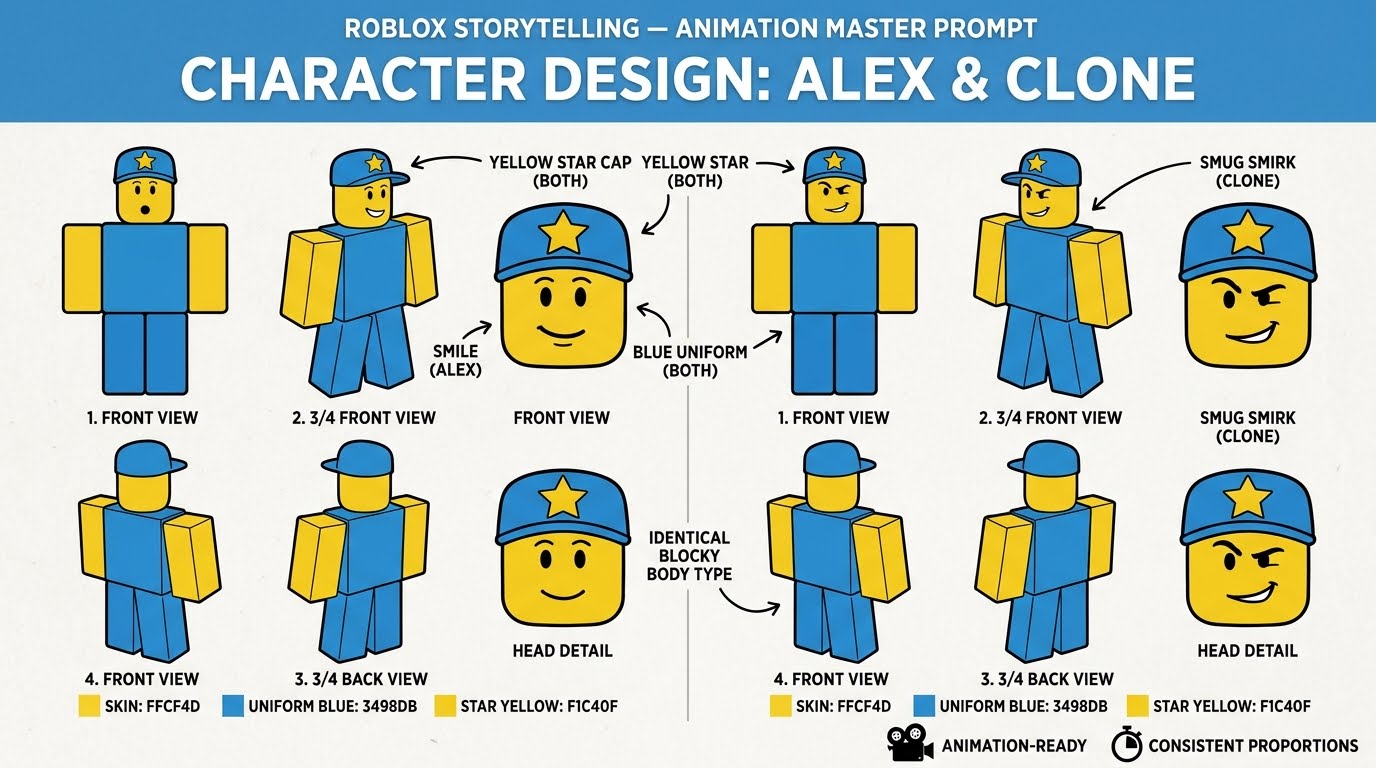 ROBLOX STORYTELLING — ANIMATION MASTER PROMPT
CHARACTER DESIGN: ALEX & CLONE
YELLOW STAR CAP
(BOTH)
YELLOW STAR
(BOTH)
SMUG SMIRK
(CLONE)
SMILE
(ALEX)
BLUE UNIFORM
(BOTH)
1. FRONT VIEW
2. 3/4 FRONT VIEW
FRONT VIEW
1. FRONT VIEW
2. 3/4 FRONT VIEW
SMUG SMIRK
(CLONE)
IDENTICAL
BLOCKY
BODY TYPE
HEAD DETAIL
HEAD DETAIL
4. FRONT VIEW
3. 3/4 BACK VIEW
4. FRONT VIEW
3. 3/4 BACK VIEW
SKIN: FFCF4D
UNIFORM BLUE: 3498DB
STAR YELLOW: F1C40F
SKIN: FFCF4D
UNIFORM BLUE: 3498DB
STAR YELLOW: F1C40F
ANIMATION-READY
CONSISTENT PROPORTIONS